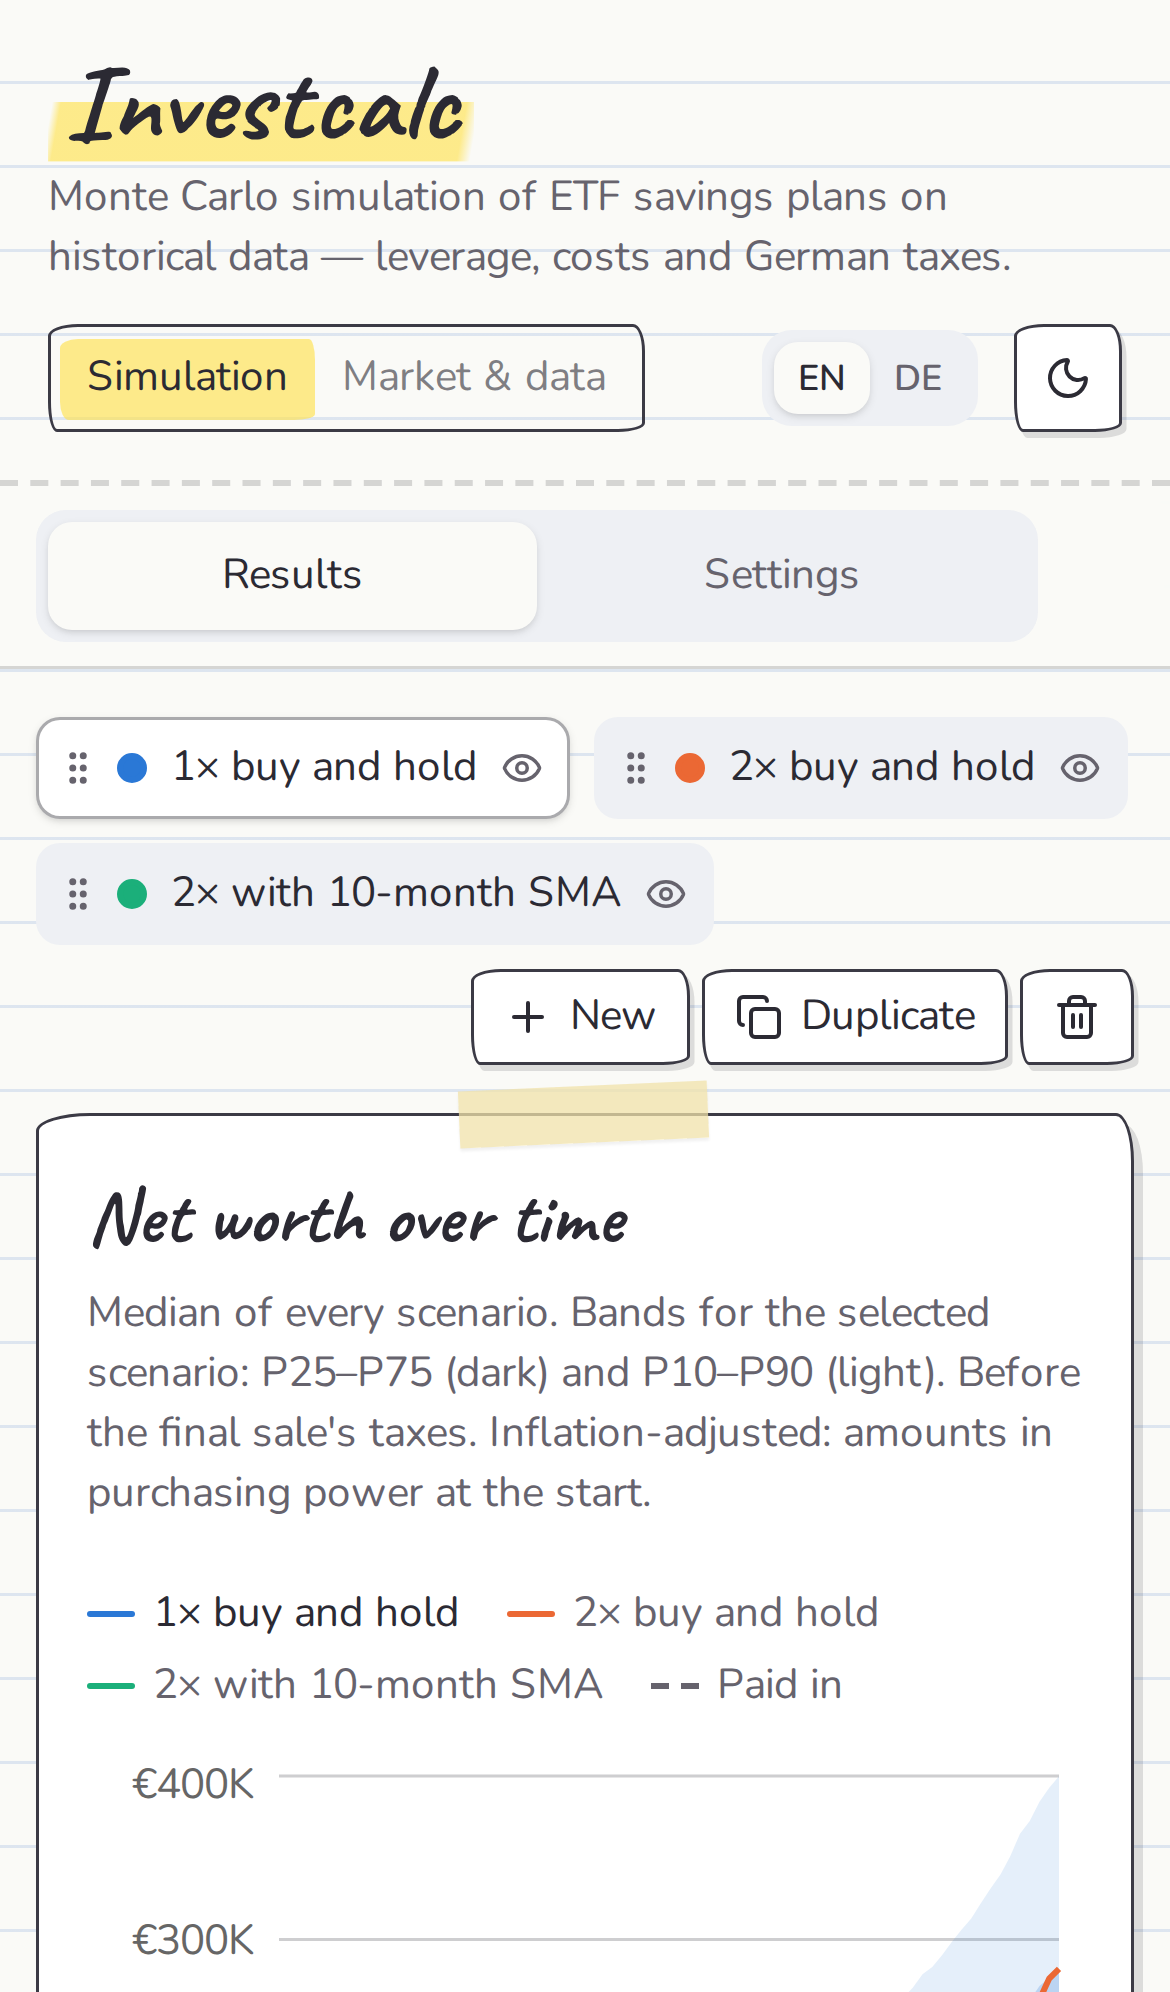 Investcalc
Monte Carlo simulation of ETF savings plans on
historical data — leverage, costs and German taxes.
Simulation Market & data EN DE
Results Settings
1× buy and hold 2× buy and hold
2× with 10-month SMA
New Duplicate
Net worth over time
Median of every scenario. Bands for the selected
scenario: P25–P75 (dark) and P10–P90 (light). Before
the final sale's taxes. Inflation-adjusted: amounts in
purchasing power at the start.
1× buy and hold 2× buy and hold
2× with 10-month SMA Paid in
€400K
€300K